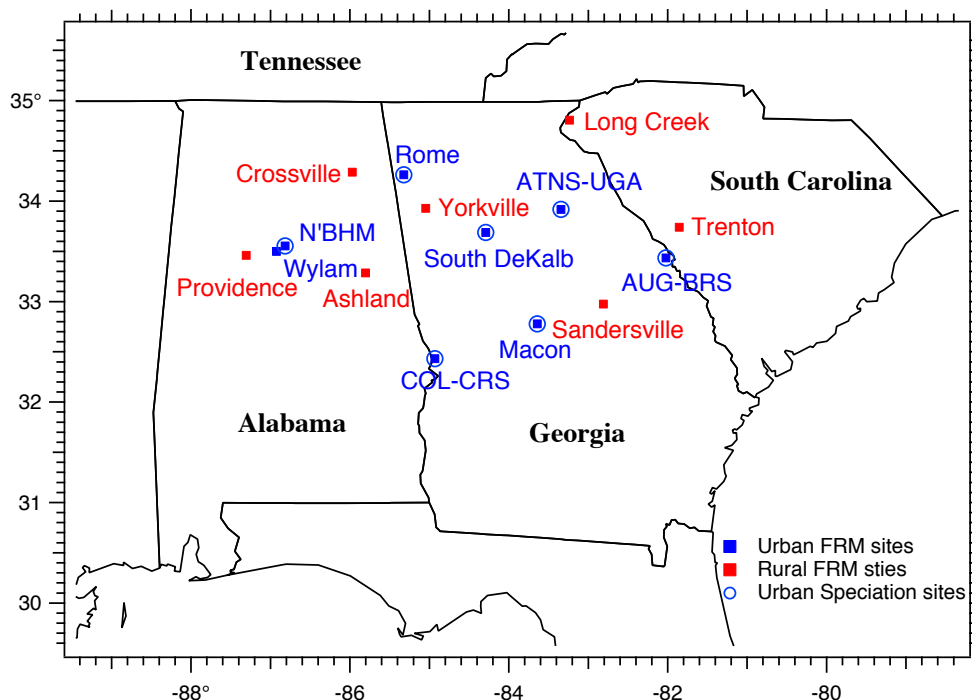 Tennessee
35°
Long Creek
Rome
Crossville
ATNS-UGA
South Carolina
34
Yorkville
Trenton
N'BHM
South DeKalb
Wylam
AUG-BRS
Providence
Ashland
33
Sandersville
Macon
COL-CRS
32
Alabama
Georgia
31
Urban FRM sites
Rural FRM sties
Urban Speciation sites
30
-88°
-86
-84
-82
-80